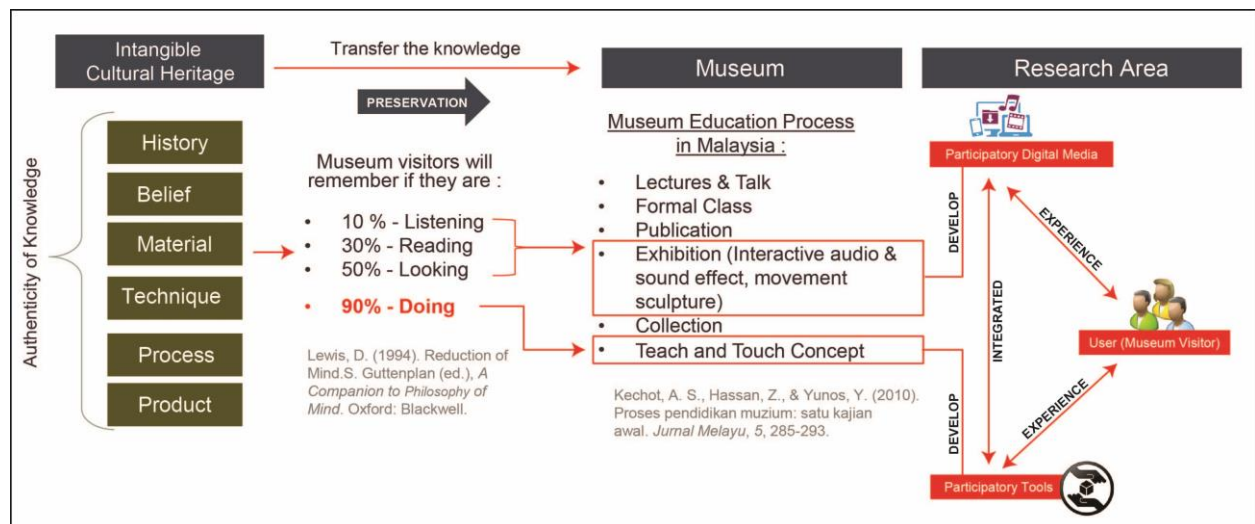 Intangible
Cultural Heritage
Transfer the knowledge
PRESERVATION
Museum
Research Area
Authenticity of Knowledge
History
Belief
Material
Technique
Process
Product
Museum visitors will
remember if they are :
• 10 % - Listening
• 30% - Reading
• 50% - Looking
• 90% - Doing
Lewis, D. (1994). Reduction of
Mind.S. Guttenplan (ed.), A
Companion to Philosophy of
Mind. Oxford: Blackwell.
Museum Education Process
in Malaysia :
• Lectures & Talk
• Formal Class
• Publication
• Exhibition (Interactive audio &
sound effect, movement
sculpture)
• Collection
• Teach and Touch Concept
Kechot, A. S., Hassan, Z., & Yunos, Y. (2010).
Proses pendidikan muzium: satu kajian
awal. Jurnal Melayu, 5, 285-293.
Participatory Digital Media
DEVELOP
EXPERIENCE
INTEGRATED
User (Museum Visitor)
DEVELOP
EXPERIENCE
Participatory Tools